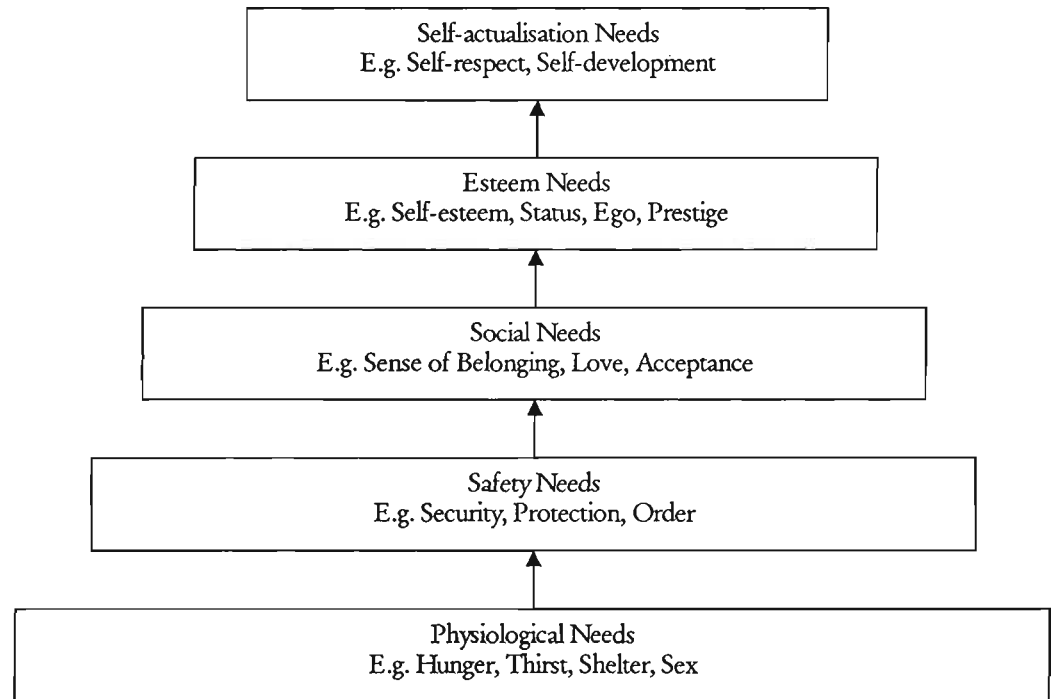 Self-actualisation Needs
E.g. Self-respect, Self-development
Esteem Needs
E.g. Self-esteem, Status, Ego, Prestige
Social Needs
E.g. Sense of Belonging, Love, Acceptance
Safety Needs
E.g. Security, Protection, Order
Physiological Needs
E.g. Hunger, Thirst, Shelter, Sex